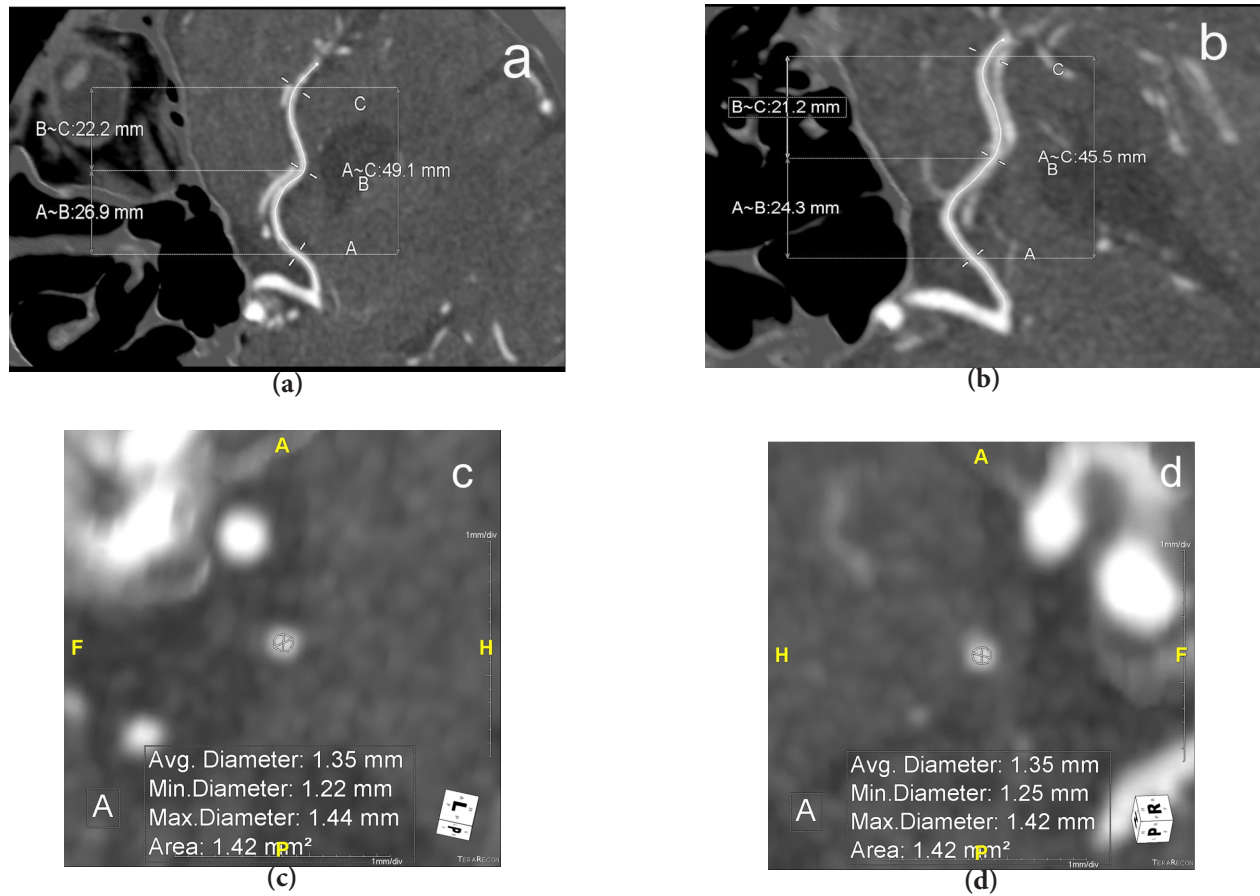 a
C
B~C:22.2 mm
A~C:49.1 mm
B
A~B:26.9 mm
A
(a)
b
C
B~C:21.2 mm
A~C:45.5 mm
B
A~B:24.3 mm
A
(b)
A
c
1mm/div
F
H
Avg. Diameter: 1.35 mm
Min.Diameter: 1.22 mm
Max.Diameter: 1.44 mm
Area: 1.42 mm²
A
P
L
P
1mm/div
TeraRecon
(c)
A
d
1mm/div
H
F
Avg. Diameter: 1.35 mm
Min.Diameter: 1.25 mm
Max.Diameter: 1.42 mm
Area: 1.42 mm²
A
P
P R
1mm/div
TeraRecon
(d)